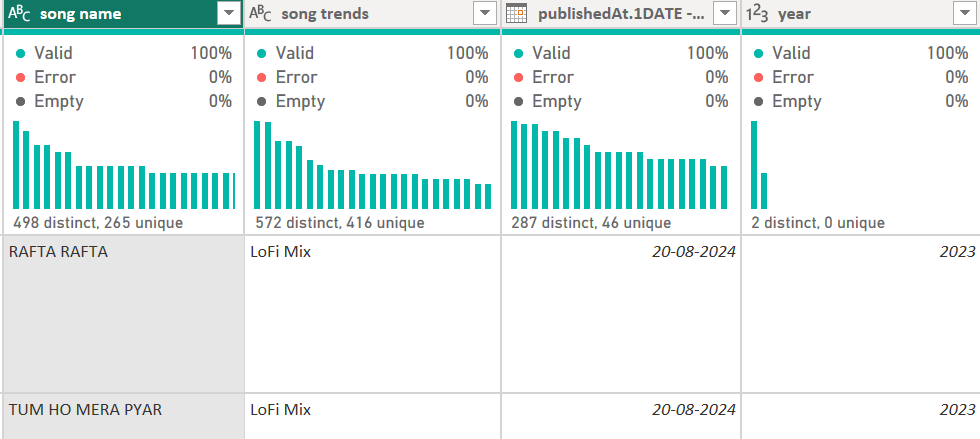 ABC song name
ABC song trends
publishedAt.1DATE -...
123 year
Valid 100%
Error 0%
Empty 0%
498 distinct, 265 unique
Valid 100%
Error 0%
Empty 0%
572 distinct, 416 unique
Valid 100%
Error 0%
Empty 0%
287 distinct, 46 unique
Valid 100%
Error 0%
Empty 0%
2 distinct, 0 unique
RAFTA RAFTA LoFi Mix 20-08-2024 2023
TUM HO MERA PYAR LoFi Mix 20-08-2024 2023